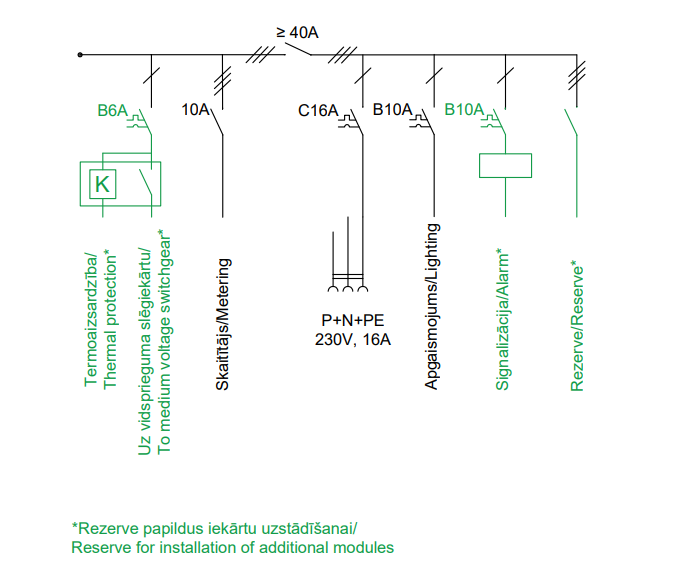 ≥ 40A
B6A
10A
C16A
B10A
B10A
K
Termoaizsardzība/
Thermal protection*
Uz vidsprieguma slēgiekārtu/
To medium voltage switchgear*
Skaitītājs/Metering
P+N+PE
230V, 16A
Apgaismojums/Lighting
Signalizācija/Alarm*
Rezerve/Reserve*
*Rezerve papildus iekārtu uzstādīšanai/
Reserve for installation of additional modules